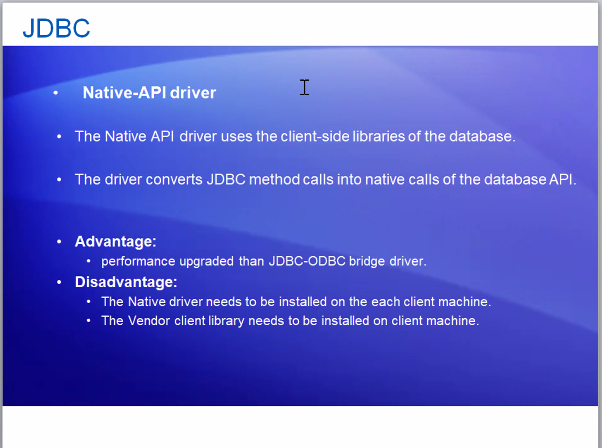 JDBC
• Native-API driver
• The Native API driver uses the client-side libraries of the database.
• The driver converts JDBC method calls into native calls of the database API.
• Advantage:
• performance upgraded than JDBC-ODBC bridge driver.
• Disadvantage:
• The Native driver needs to be installed on the each client machine.
• The Vendor client library needs to be installed on client machine.